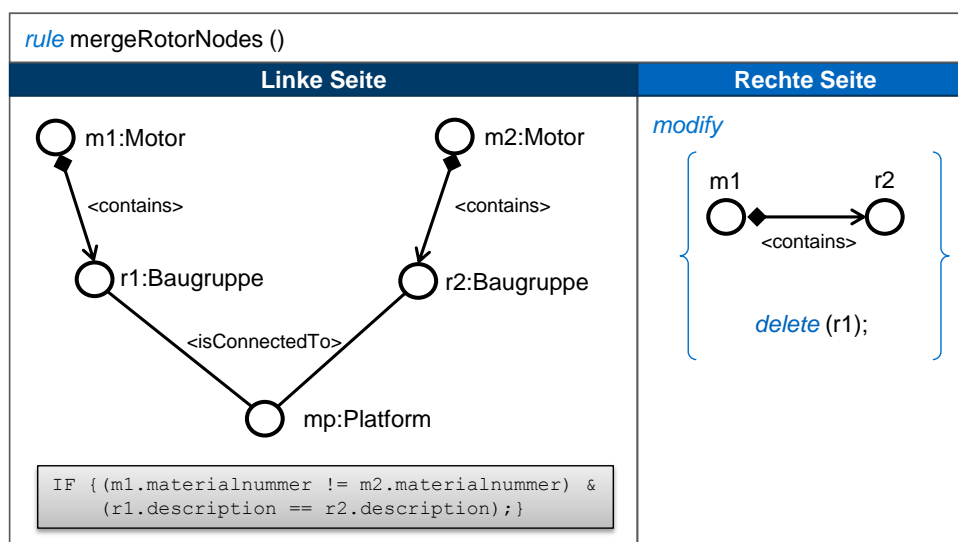 rule mergeRotorNodes ()
Linke Seite
Rechte Seite
m1:Motor
m2:Motor
<contains>
<contains>
r1:Baugruppe
r2:Baugruppe
<isConnectedTo>
mp:Platform
IF {(m1.materialnummer != m2.materialnummer) &
(r1.description == r2.description);}
modify
m1
r2
<contains>
delete (r1);